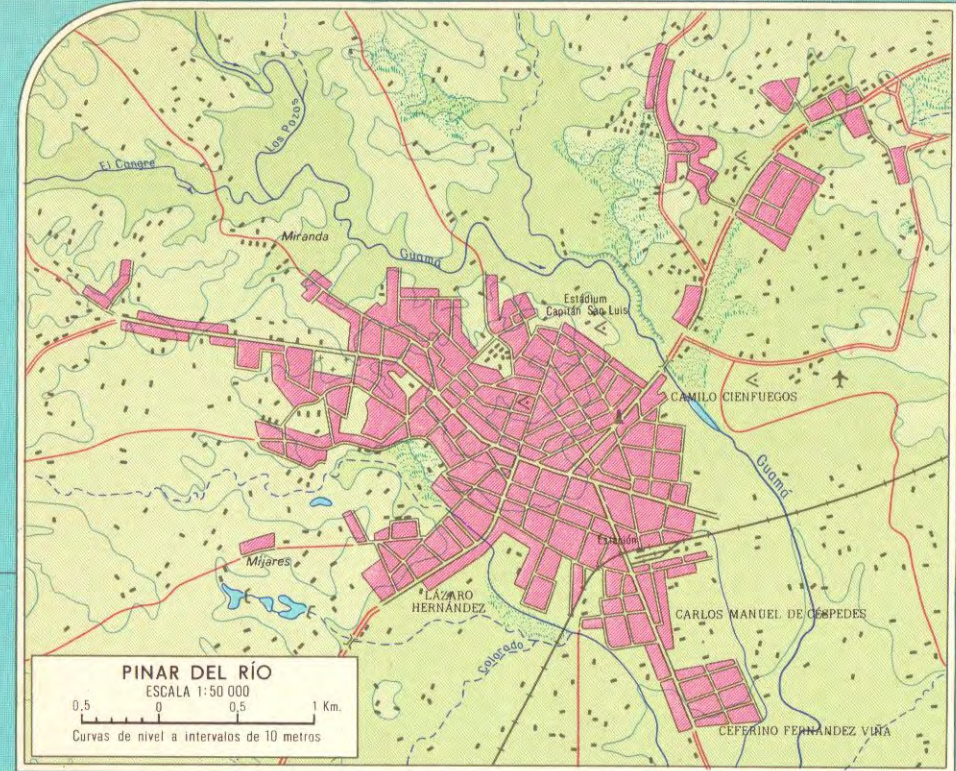 Los Pozos
El Cangre
Miranda
Guamá
Estadium
Capitán San Luis
CAMILO CIENFUEGOS
Guamá
Estación
Mijares
LÁZARO
HERNÁNDEZ
CARLOS MANUEL DE CÉSPEDES
Colorado
CEFERINO FERNÁNDEZ VIÑA
PINAR DEL RÍO
ESCALA 1:50 000
0,5 0 0,5 1 Km.
Curvas de nivel a intervalos de 10 metros